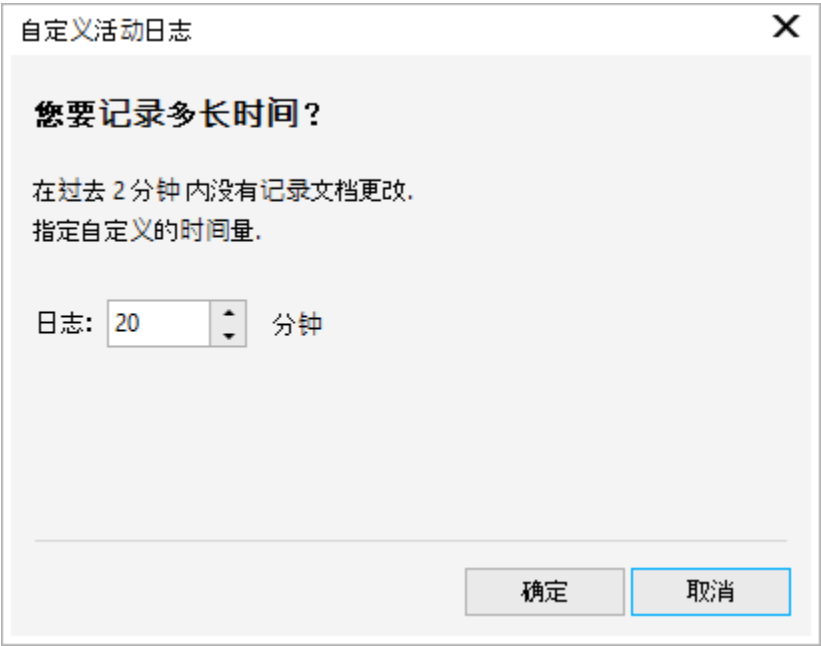 自定义活动日志
您要记录多长时间?
在过去 2 分钟内没有记录文档更改.
指定自定义的时间量.
日志: 20 分钟
确定 取消